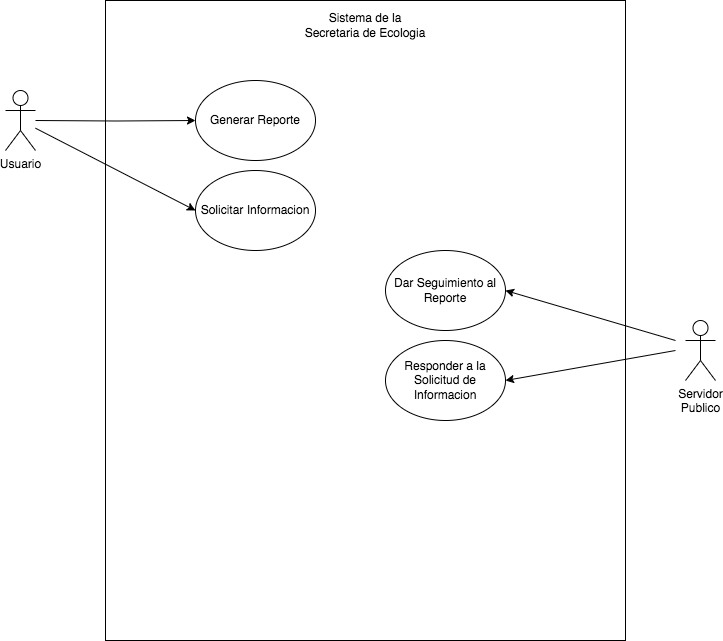 Sistema de la
Secretaria de Ecologia
Generar Reporte
Usuario
Solicitar Informacion
Dar Seguimiento al
Reporte
Responder a la
Solicitud de
Informacion
Servidor
Publico